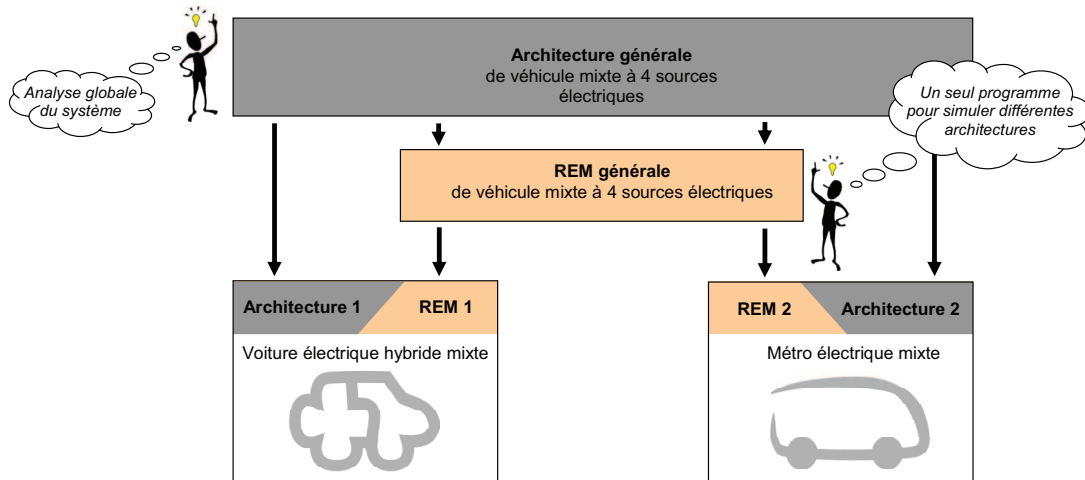 Architecture générale
de véhicule mixte à 4 sources
électriques
Analyse globale
du système
Un seul programme
pour simuler différentes
architectures
REM générale
de véhicule mixte à 4 sources électriques
Architecture 1
REM 1
Voiture électrique hybride mixte
REM 2
Architecture 2
Métro électrique mixte